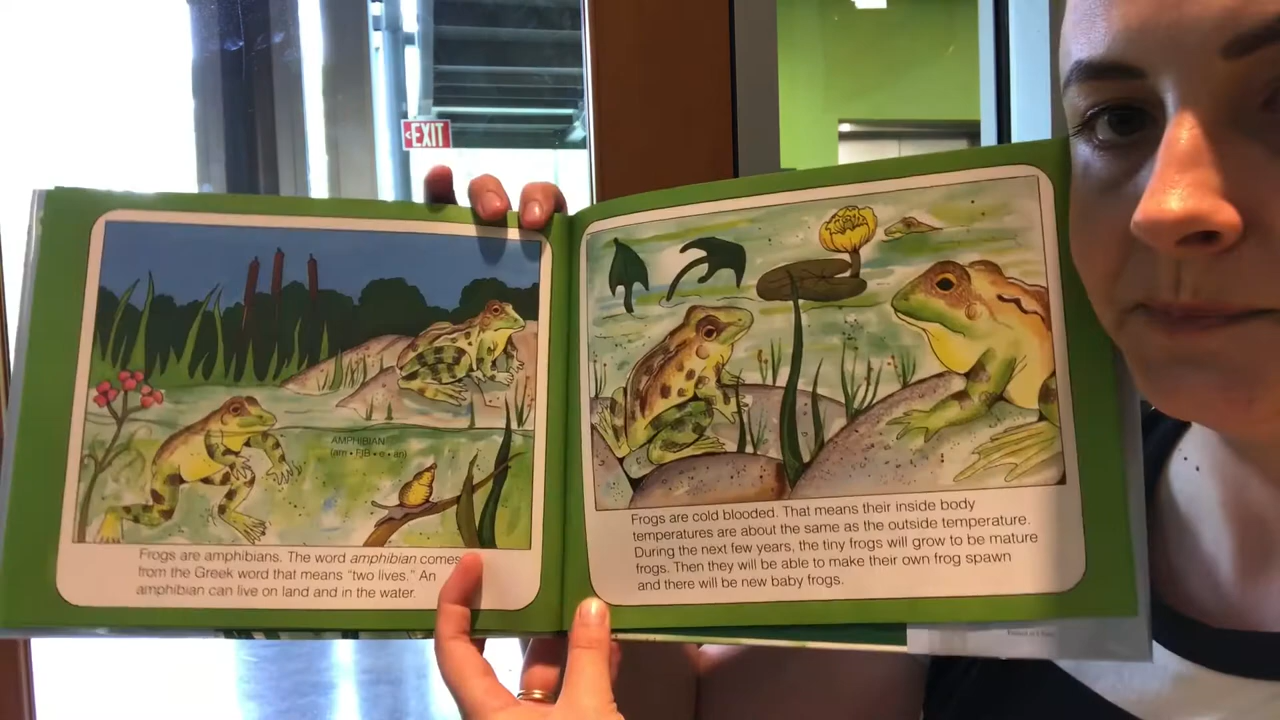 <EXIT
AMPHIBIAN
(am • FIB • e • an)
Frogs are amphibians. The word amphibian comes
from the Greek word that means “two lives.” An
amphibian can live on land and in the water.
Frogs are cold blooded. That means their inside body
temperatures are about the same as the outside temperature.
During the next few years, the tiny frogs will grow to be mature
frogs. Then they will be able to make their own frog spawn
and there will be new baby frogs.